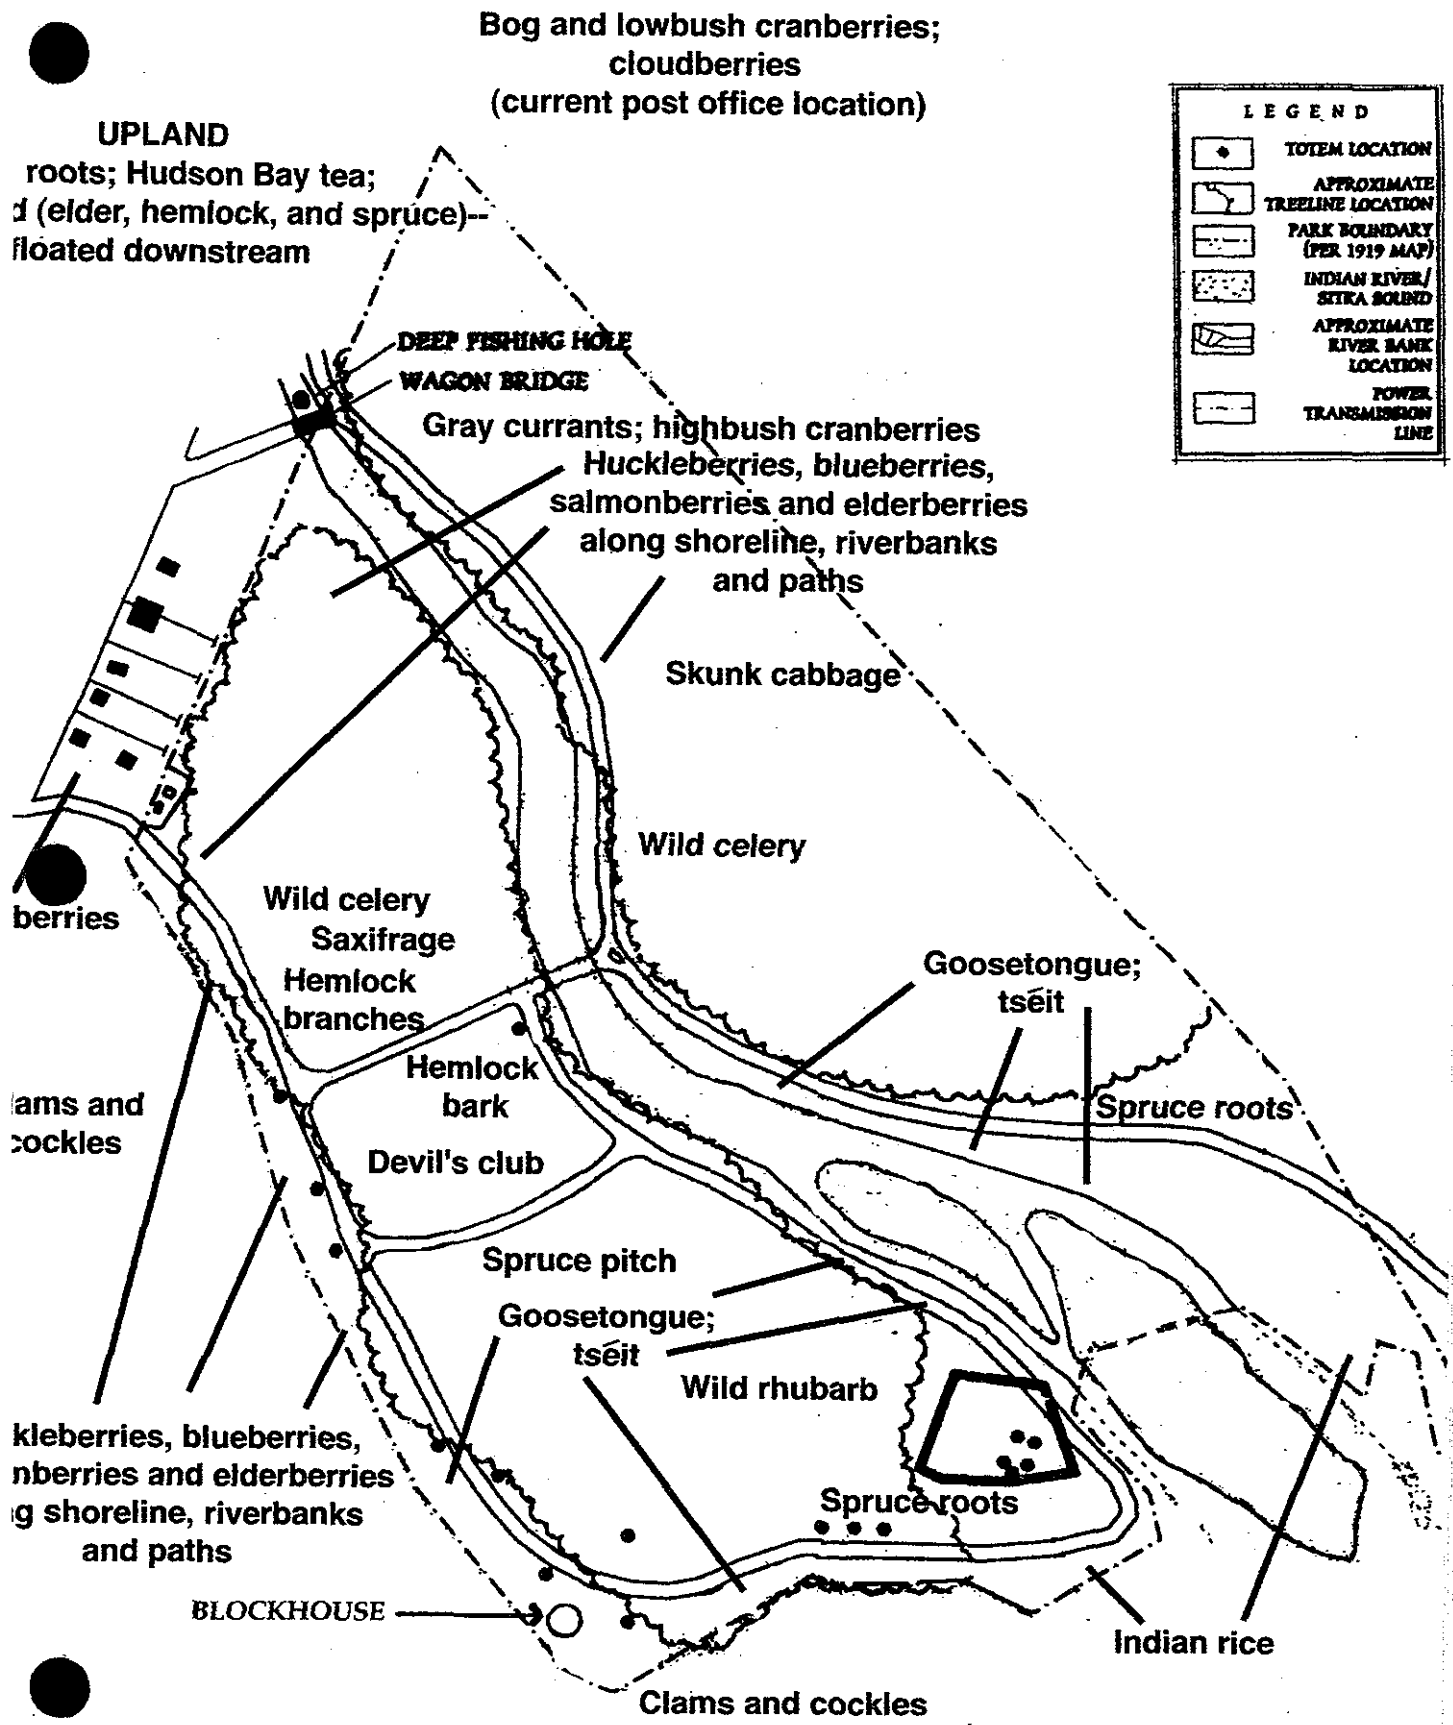 Bog and lowbush cranberries;
cloudberries
(current post office location)
UPLAND
roots; Hudson Bay tea;
d (elder, hemlock, and spruce)--
floated downstream
LEGEND
TOTEM LOCATION
APPROXIMATE
TREELINE LOCATION
PARK BOUNDARY
(PER 1919 MAP)
INDIAN RIVER/
SITKA SOUND
APPROXIMATE
RIVER BANK
LOCATION
POWER
TRANSMISSION
LINE
DEEP FISHING HOLE
WAGON BRIDGE
Gray currants; highbush cranberries
Huckleberries, blueberries,
salmonberries and elderberries
along shoreline, riverbanks
and paths
Skunk cabbage
Wild celery
berries
Wild celery
Saxifrage
Hemlock
branches
Goosetongue;
tséit
Hemlock
bark
lams and
cockles
Spruce roots
Devil's club
Spruce pitch
Goosetongue;
tséit
Wild rhubarb
kleberries, blueberries,
nberries and elderberries
ng shoreline, riverbanks
and paths
Spruce roots
BLOCKHOUSE
Indian rice
Clams and cockles